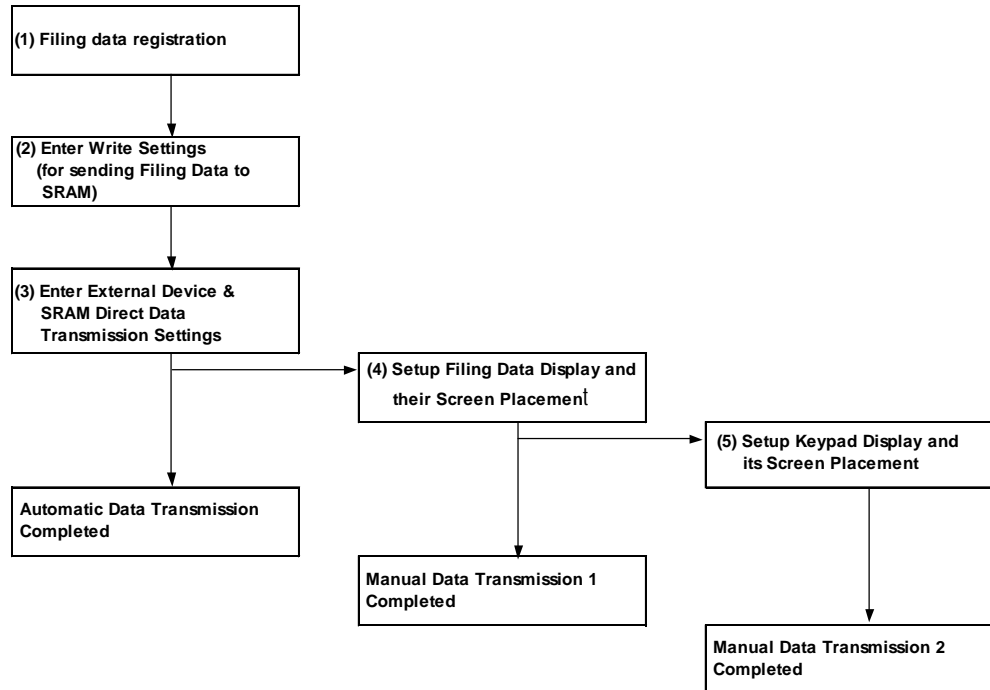 (1) Filing data registration
(2) Enter Write Settings
(for sending Filing Data to
SRAM)
(3) Enter External Device &
SRAM Direct Data
Transmission Settings
(4) Setup Filing Data Display and
their Screen Placement
(5) Setup Keypad Display and
its Screen Placement
Automatic Data Transmission
Completed
Manual Data Transmission 1
Completed
Manual Data Transmission 2
Completed